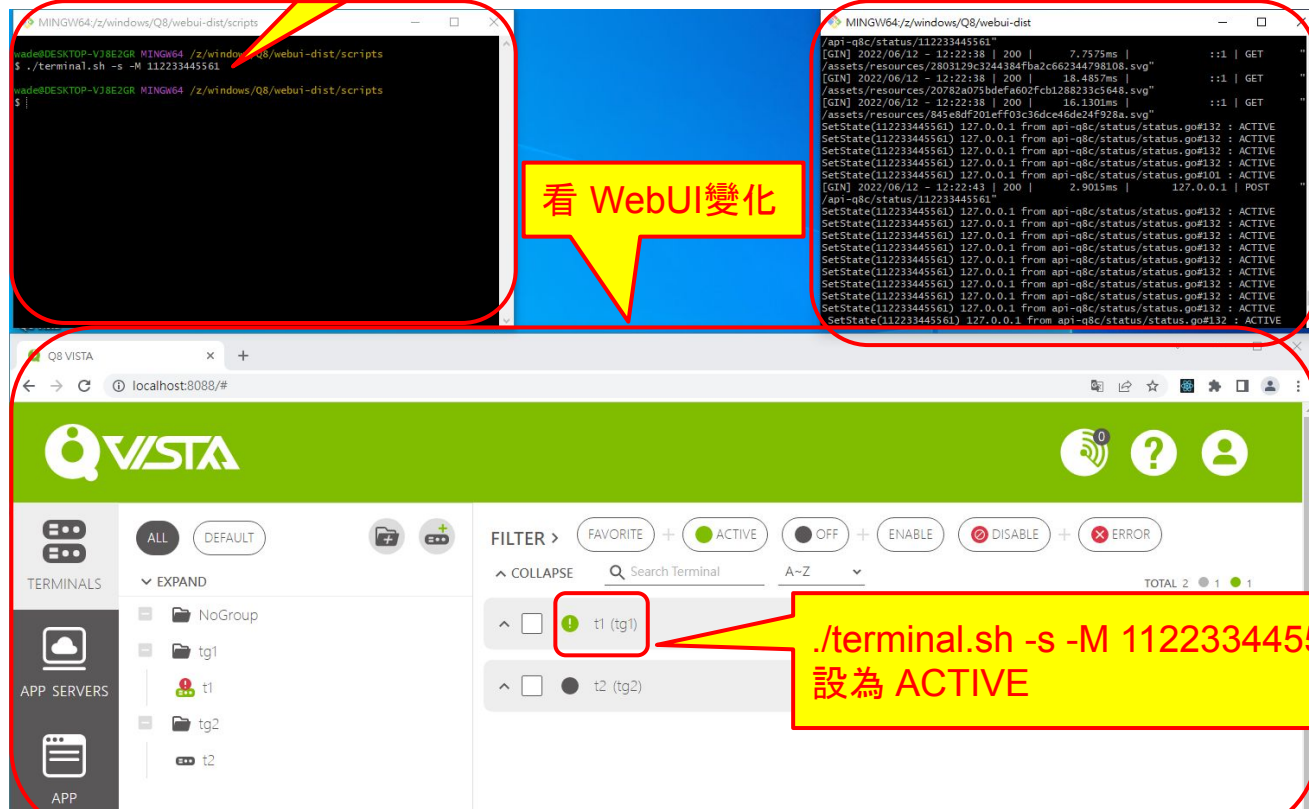 MINGW64:/z/windows/Q8/webui-dist/scripts
wade@DESKTOP-VJ8E2GR MINGW64 /z/windows/Q8/webui-dist/scripts
$ ./terminal.sh -s -M 112233445561
wade@DESKTOP-VJ8E2GR MINGW64 /z/windows/Q8/webui-dist/scripts
$
MINGW64:/z/windows/Q8/webui-dist
/api-q8c/status/112233445561"
[GIN] 2022/06/12 - 12:22:38 | 200 | 7.7575ms | ::1 | GET "
/assets/resources/2803129c3244384fba2c662344798108.svg"
[GIN] 2022/06/12 - 12:22:38 | 200 | 18.4857ms | ::1 | GET "
/assets/resources/20782a075bdefa602fcb1288233c5648.svg"
[GIN] 2022/06/12 - 12:22:38 | 200 | 16.1301ms | ::1 | GET "
/assets/resources/845e8df201eff03c36dce46de24f928a.svg"
SetState(112233445561) 127.0.0.1 from api-q8c/status/status.go#132 : ACTIVE
SetState(112233445561) 127.0.0.1 from api-q8c/status/status.go#132 : ACTIVE
SetState(112233445561) 127.0.0.1 from api-q8c/status/status.go#132 : ACTIVE
SetState(112233445561) 127.0.0.1 from api-q8c/status/status.go#132 : ACTIVE
SetState(112233445561) 127.0.0.1 from api-q8c/status/status.go#101 : ACTIVE
[GIN] 2022/06/12 - 12:22:43 | 200 | 2.9015ms | 127.0.0.1 | POST "
/api-q8c/status/112233445561"
SetState(112233445561) 127.0.0.1 from api-q8c/status/status.go#132 : ACTIVE
SetState(112233445561) 127.0.0.1 from api-q8c/status/status.go#132 : ACTIVE
SetState(112233445561) 127.0.0.1 from api-q8c/status/status.go#132 : ACTIVE
SetState(112233445561) 127.0.0.1 from api-q8c/status/status.go#132 : ACTIVE
SetState(112233445561) 127.0.0.1 from api-q8c/status/status.go#132 : ACTIVE
SetState(112233445561) 127.0.0.1 from api-q8c/status/status.go#132 : ACTIVE
SetState(112233445561) 127.0.0.1 from api-q8c/status/status.go#132 : ACTIVE
SetState(112233445561) 127.0.0.1 from api-q8c/status/status.go#132 : ACTIVE
SetState(112233445561) 127.0.0.1 from api-q8c/status/status.go#132 : ACTIVE
SetState(112233445561) 127.0.0.1 from api-q8c/status/status.go#132 : ACTIVE
看 WebUI變化
Q8 VISTA
localhost:8088/#
VISTA
0
TERMINALS
APP SERVERS
APP
ALL DEFAULT
EXPAND
NoGroup
tg1
t1
tg2
t2
FILTER > FAVORITE + ACTIVE OFF + ENABLE DISABLE + ERROR
COLLAPSE Search Terminal A~Z
TOTAL 2 1 1
t1 (tg1)
t2 (tg2)
./terminal.sh -s -M 1122334455
設為 ACTIVE